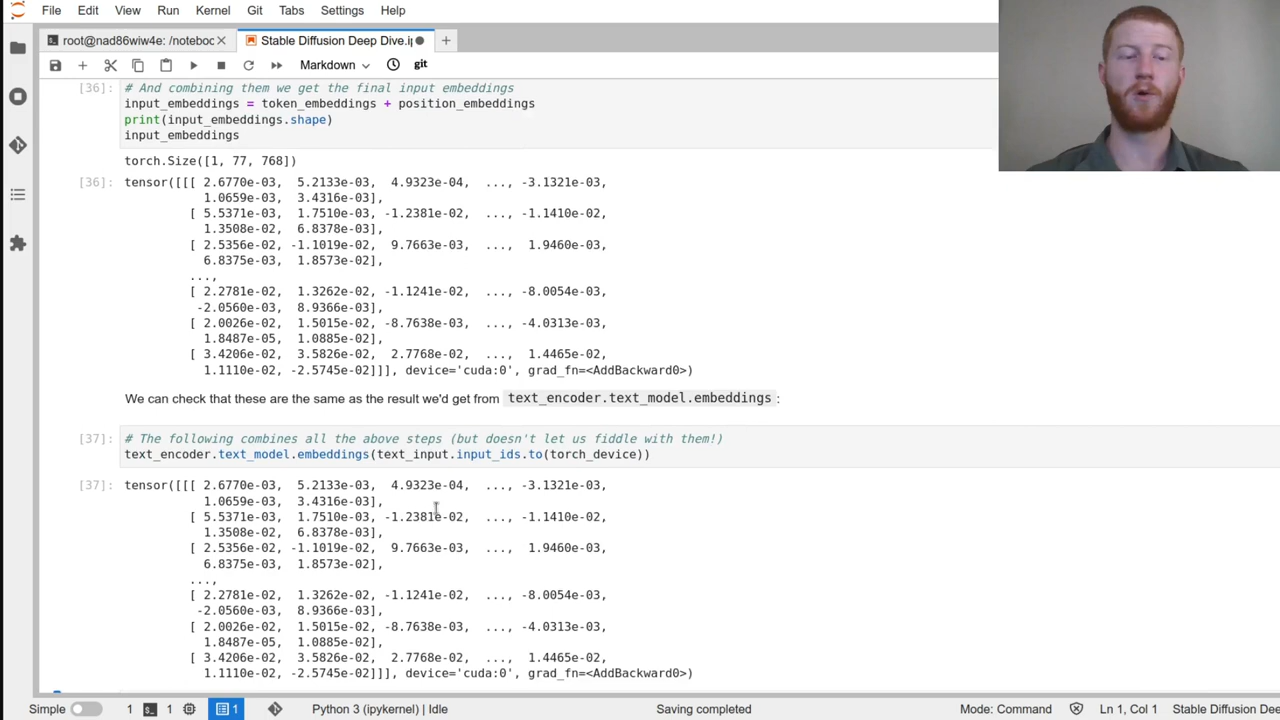 File Edit View Run Kernel Git Tabs Settings Help
root@nad86wiw4e: /noteboo Stable Diffusion Deep Dive.ip
Markdown git
[36]: # And combining them we get the final input embeddings
input_embeddings = token_embeddings + position_embeddings
print(input_embeddings.shape)
input_embeddings
torch.Size([1, 77, 768])
[36]: tensor([[[ 2.6770e-03, 5.2133e-03, 4.9323e-04, ..., -3.1321e-03,
1.0659e-03, 3.4316e-03],
[ 5.5371e-03, 1.7510e-03, -1.2381e-02, ..., -1.1410e-02,
1.3508e-02, 6.8378e-03],
[ 2.5356e-02, -1.1019e-02, 9.7663e-03, ..., 1.9460e-03,
6.8375e-03, 1.8573e-02],
...,
[ 2.2781e-02, 1.3262e-02, -1.1241e-02, ..., -8.0054e-03,
-2.0560e-03, 8.9366e-03],
[ 2.0026e-02, 1.5015e-02, -8.7638e-03, ..., -4.0313e-03,
1.8487e-05, 1.0885e-02],
[ 3.4206e-02, 3.5826e-02, 2.7768e-02, ..., 1.4465e-02,
1.1110e-02, -2.5745e-02]]], device='cuda:0', grad_fn=<AddBackward0>)
We can check that these are the same as the result we'd get from text_encoder.text_model.embeddings :
[37]: # The following combines all the above steps (but doesn't let us fiddle with them!)
text_encoder.text_model.embeddings(text_input.input_ids.to(torch_device))
[37]: tensor([[[ 2.6770e-03, 5.2133e-03, 4.9323e-04, ..., -3.1321e-03,
1.0659e-03, 3.4316e-03],
[ 5.5371e-03, 1.7510e-03, -1.2381e-02, ..., -1.1410e-02,
1.3508e-02, 6.8378e-03],
[ 2.5356e-02, -1.1019e-02, 9.7663e-03, ..., 1.9460e-03,
6.8375e-03, 1.8573e-02],
...,
[ 2.2781e-02, 1.3262e-02, -1.1241e-02, ..., -8.0054e-03,
-2.0560e-03, 8.9366e-03],
[ 2.0026e-02, 1.5015e-02, -8.7638e-03, ..., -4.0313e-03,
1.8487e-05, 1.0885e-02],
[ 3.4206e-02, 3.5826e-02, 2.7768e-02, ..., 1.4465e-02,
1.1110e-02, -2.5745e-02]]], device='cuda:0', grad_fn=<AddBackward0>)
Simple 1 1 1 Python 3 (ipykernel) | Idle Saving completed Mode: Command Ln 1, Col 1 Stable Diffusion Dee